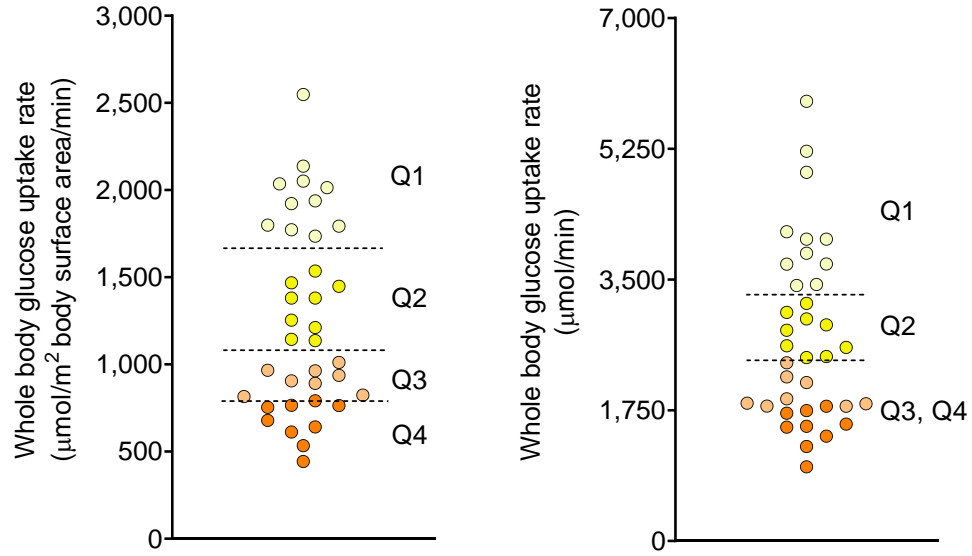 Whole body glucose uptake rate
(μmol/m² body surface area/min)
3,000
2,500
2,000
1,500
1,000
500
0
Q1
Q2
Q3
Q4
Whole body glucose uptake rate
(μmol/min)
7,000
5,250
3,500
1,750
0
Q1
Q2
Q3, Q4